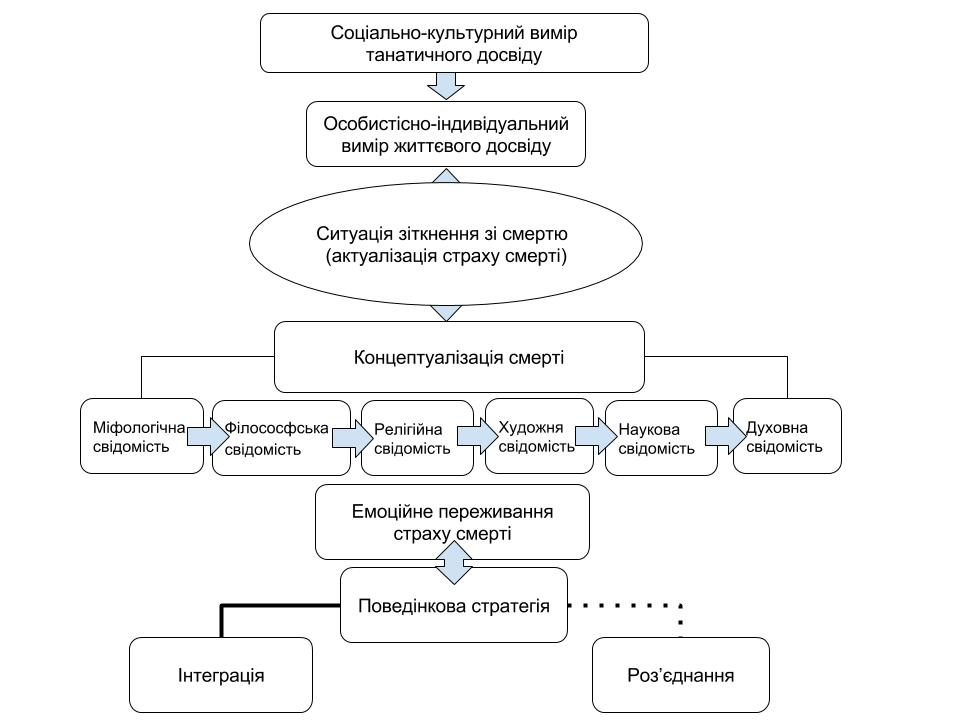 Соціально-культурний вимір
танатичного досвіду
Особистісно-індивідуальний
вимір життєвого досвіду
Ситуація зіткнення зі смертю
(актуалізація страху смерті)
Концептуалізація смерті
Міфологічна
свідомість
Філососфська
свідомість
Релігійна
свідомість
Художня
свідомість
Наукова
свідомість
Духовна
свідомість
Емоційне переживання
страху смерті
Поведінкова стратегія
Інтеграція
Роз’єднання